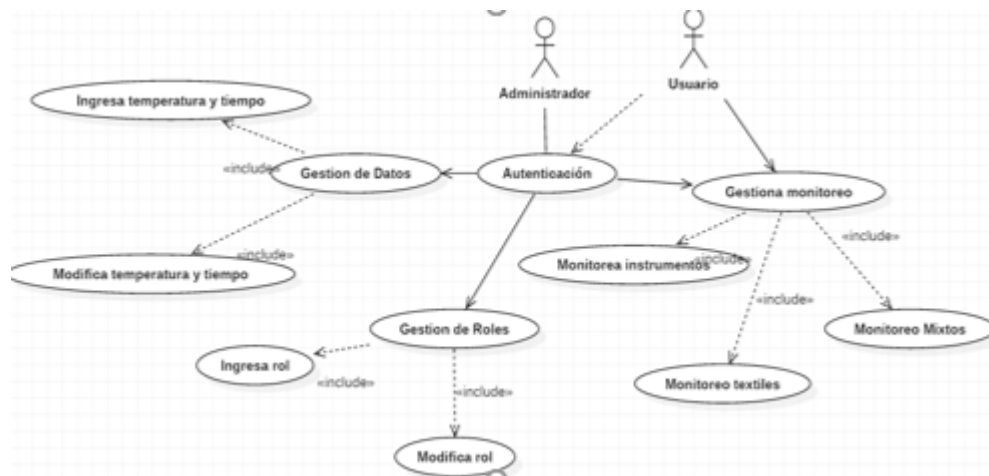 Administrador
Usuario
Ingresa temperatura y tiempo
«include»
Gestion de Datos
Autenticación
Gestiona monitoreo
«include»
Modifica temperatura y tiempo
Monitorea instrumentos
«include»
«include»
«include»
Gestion de Roles
Monitoreo Mixtos
Ingresa rol
«include»
«include»
Monitoreo textiles
Modifica rol